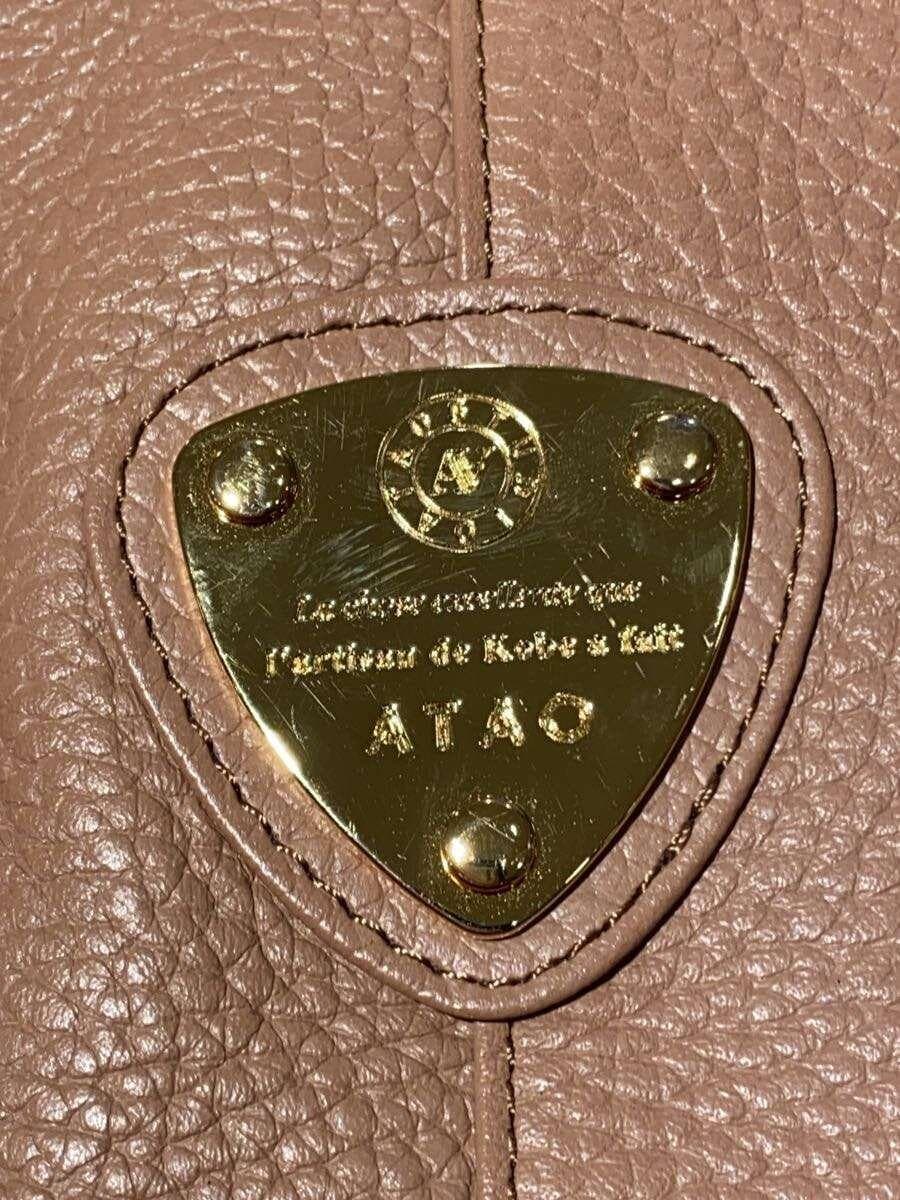 A
La chose excellente que
l'artisan de Kobe a fait
ATAO